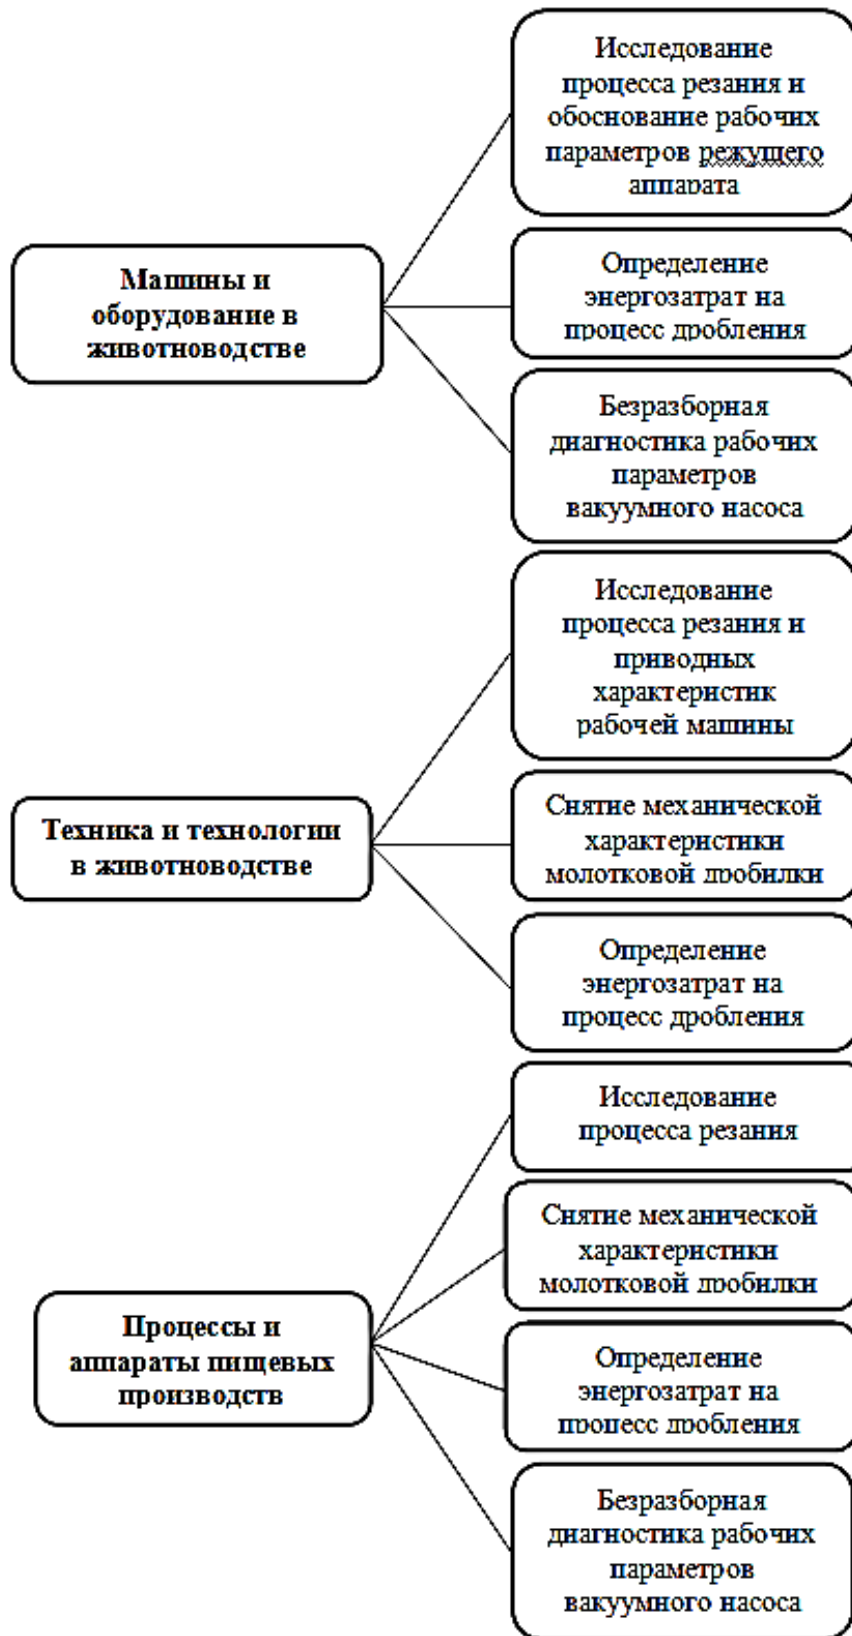 Машины и
оборудование в
животноводстве
Исследование
процесса резания и
обоснование рабочих
параметров режущего
аппарата
Определение
энергозатрат на
процесс дробления
Безразборная
диагностика рабочих
параметров
вакуумного насоса
Техника и технологии
в животноводстве
Исследование
процесса резания и
приводных
характеристик
рабочей машины
Снятие механической
характеристики
молотковой дробилки
Определение
энергозатрат на
процесс дробления
Процессы и
аппараты пищевых
производств
Исследование
процесса резания
Снятие механической
характеристики
молотковой дробилки
Определение
энергозатрат на
процесс дробления
Безразборная
диагностика рабочих
параметров
вакуумного насоса